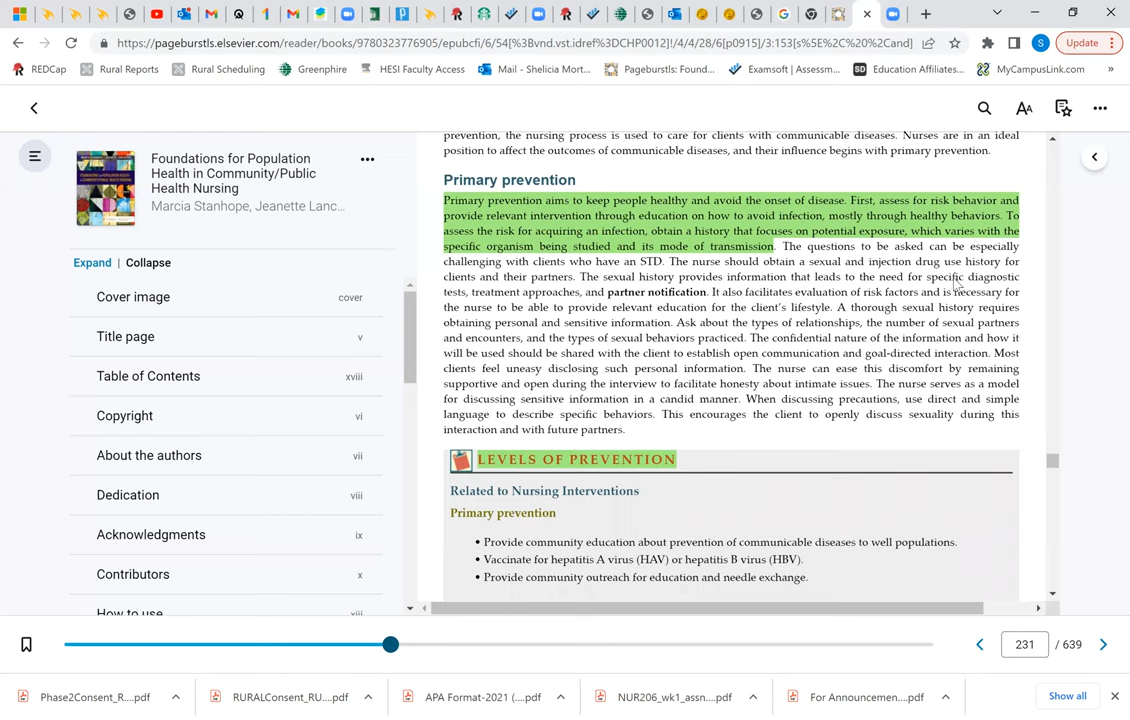 https://pageburstls.elsevier.com/reader/books/9780323776905/epubcfi/6/54[%3Bvnd.vst.idref%3DCHP0012]!/4/4/28/6[p0915]/3:153[s%5E%2C%20%2Cand]
S
Update
REDCap
Rural Reports
Rural Scheduling
Greenphire
HESI Faculty Access
Mail - Shelicia Mort...
Pageburstls: Found...
Examsoft | Assessm...
SD
Education Affiliates...
MyCampusLink.com
»
AA
Foundations for Population
Health in Community/Public
Health Nursing
Marcia Stanhope, Jeanette Lanc...
Expand | Collapse
Cover image cover
Title page v
Table of Contents xviii
Copyright vi
About the authors vii
Dedication viii
Acknowledgments ix
Contributors x
How to use xiii
prevention, the nursing process is used to care for clients with communicable diseases. Nurses are in an ideal
position to affect the outcomes of communicable diseases, and their influence begins with primary prevention.
Primary prevention
Primary prevention aims to keep people healthy and avoid the onset of disease. First, assess for risk behavior and
provide relevant intervention through education on how to avoid infection, mostly through healthy behaviors. To
assess the risk for acquiring an infection, obtain a history that focuses on potential exposure, which varies with the
specific organism being studied and its mode of transmission. The questions to be asked can be especially
challenging with clients who have an STD. The nurse should obtain a sexual and injection drug use history for
clients and their partners. The sexual history provides information that leads to the need for specific diagnostic
tests, treatment approaches, and partner notification. It also facilitates evaluation of risk factors and is necessary for
the nurse to be able to provide relevant education for the client's lifestyle. A thorough sexual history requires
obtaining personal and sensitive information. Ask about the types of relationships, the number of sexual partners
and encounters, and the types of sexual behaviors practiced. The confidential nature of the information and how it
will be used should be shared with the client to establish open communication and goal-directed interaction. Most
clients feel uneasy disclosing such personal information. The nurse can ease this discomfort by remaining
supportive and open during the interview to facilitate honesty about intimate issues. The nurse serves as a model
for discussing sensitive information in a candid manner. When discussing precautions, use direct and simple
language to describe specific behaviors. This encourages the client to openly discuss sexuality during this
interaction and with future partners.
LEVELS OF PREVENTION
Related to Nursing Interventions
Primary prevention
• Provide community education about prevention of communicable diseases to well populations.
• Vaccinate for hepatitis A virus (HAV) or hepatitis B virus (HBV).
• Provide community outreach for education and needle exchange.
231 / 639
Phase2Consent_R....pdf
RURALConsent_RU....pdf
APA Format-2021 (....pdf
NUR206_wk1_assn....pdf
For Announcemen....pdf
Show all